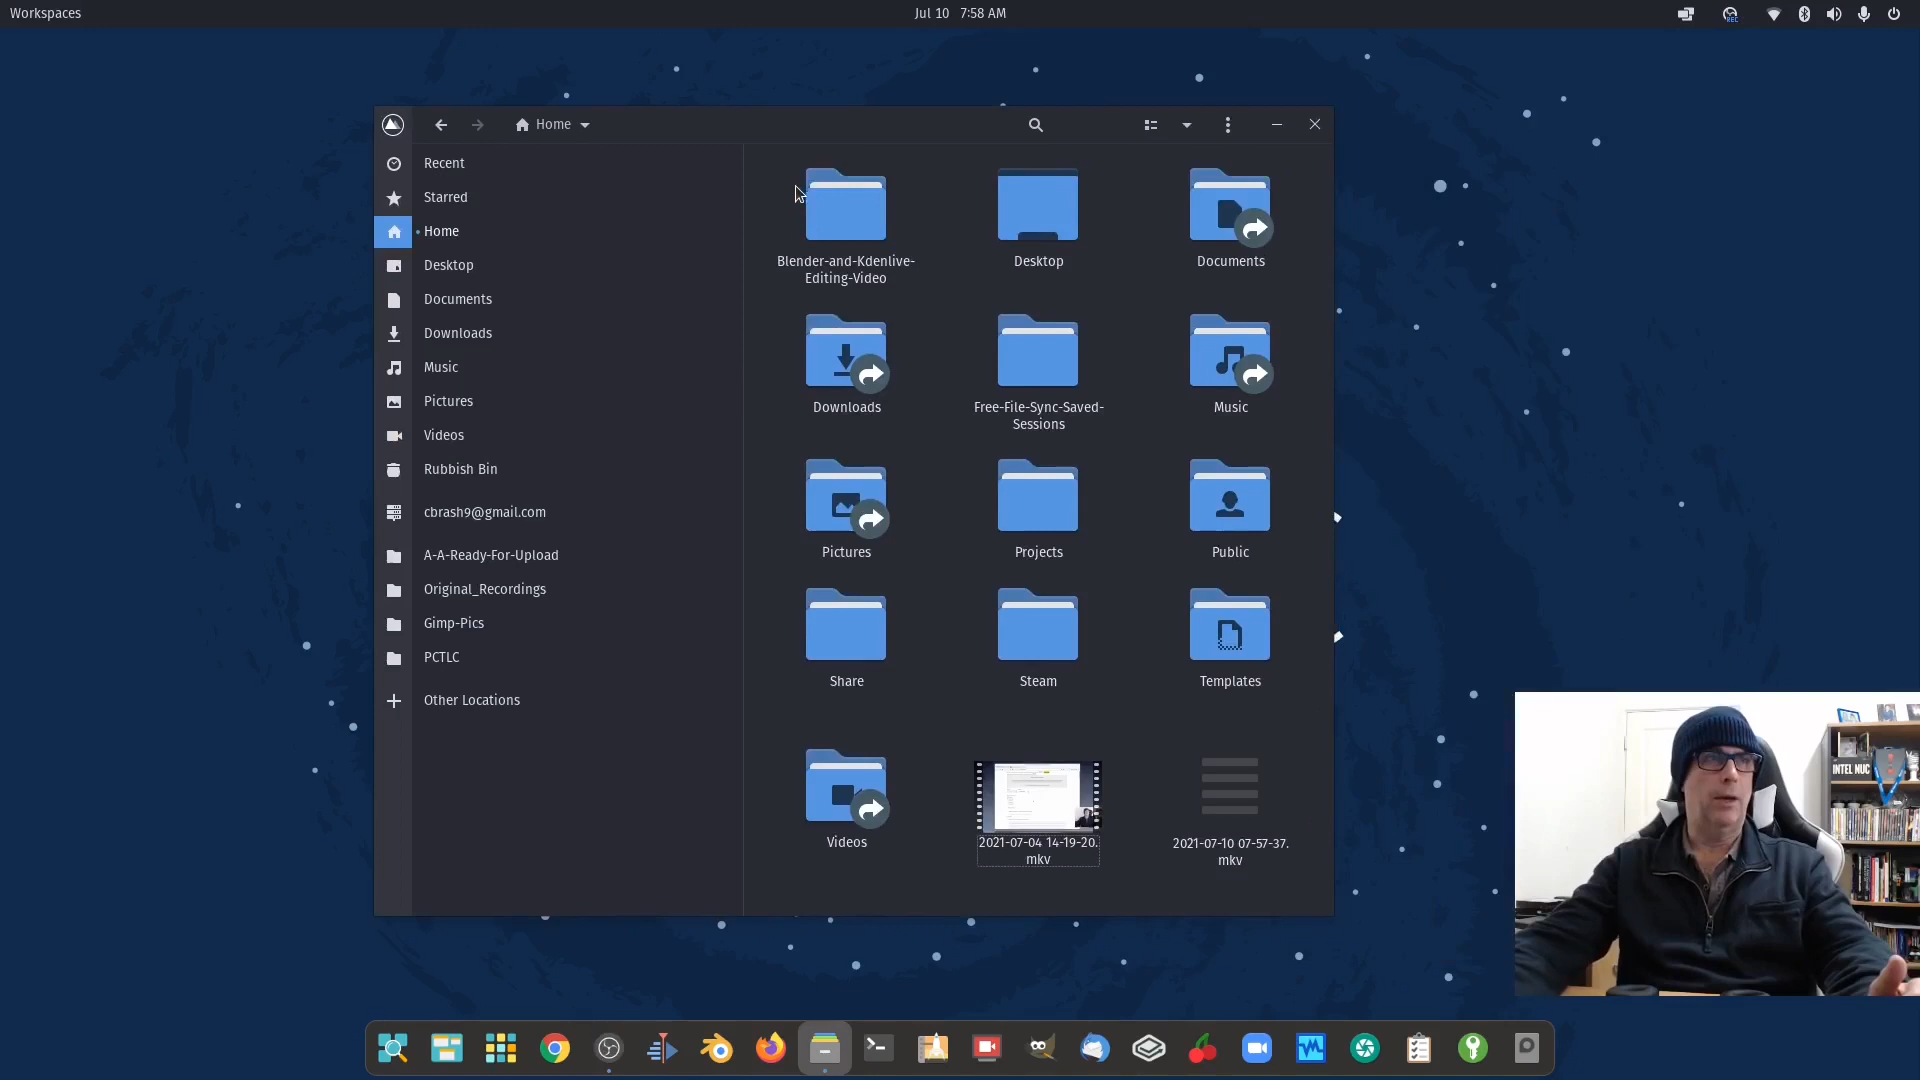 Workspaces
Jul 10 7:58 AM
REC
Home
Recent
Starred
Home
Desktop
Documents
Downloads
Music
Pictures
Videos
Rubbish Bin
cbrash9@gmail.com
A-A-Ready-For-Upload
Original_Recordings
Gimp-Pics
PCTLC
Other Locations
Blender-and-Kdenlive-
Editing-Video
Desktop
Documents
Downloads
Free-File-Sync-Saved-
Sessions
Music
Pictures
Projects
Public
Share
Steam
Templates
Videos
2021-07-04 14-19-20.
mkv
2021-07-10 07-57-37.
mkv
INTEL NUC